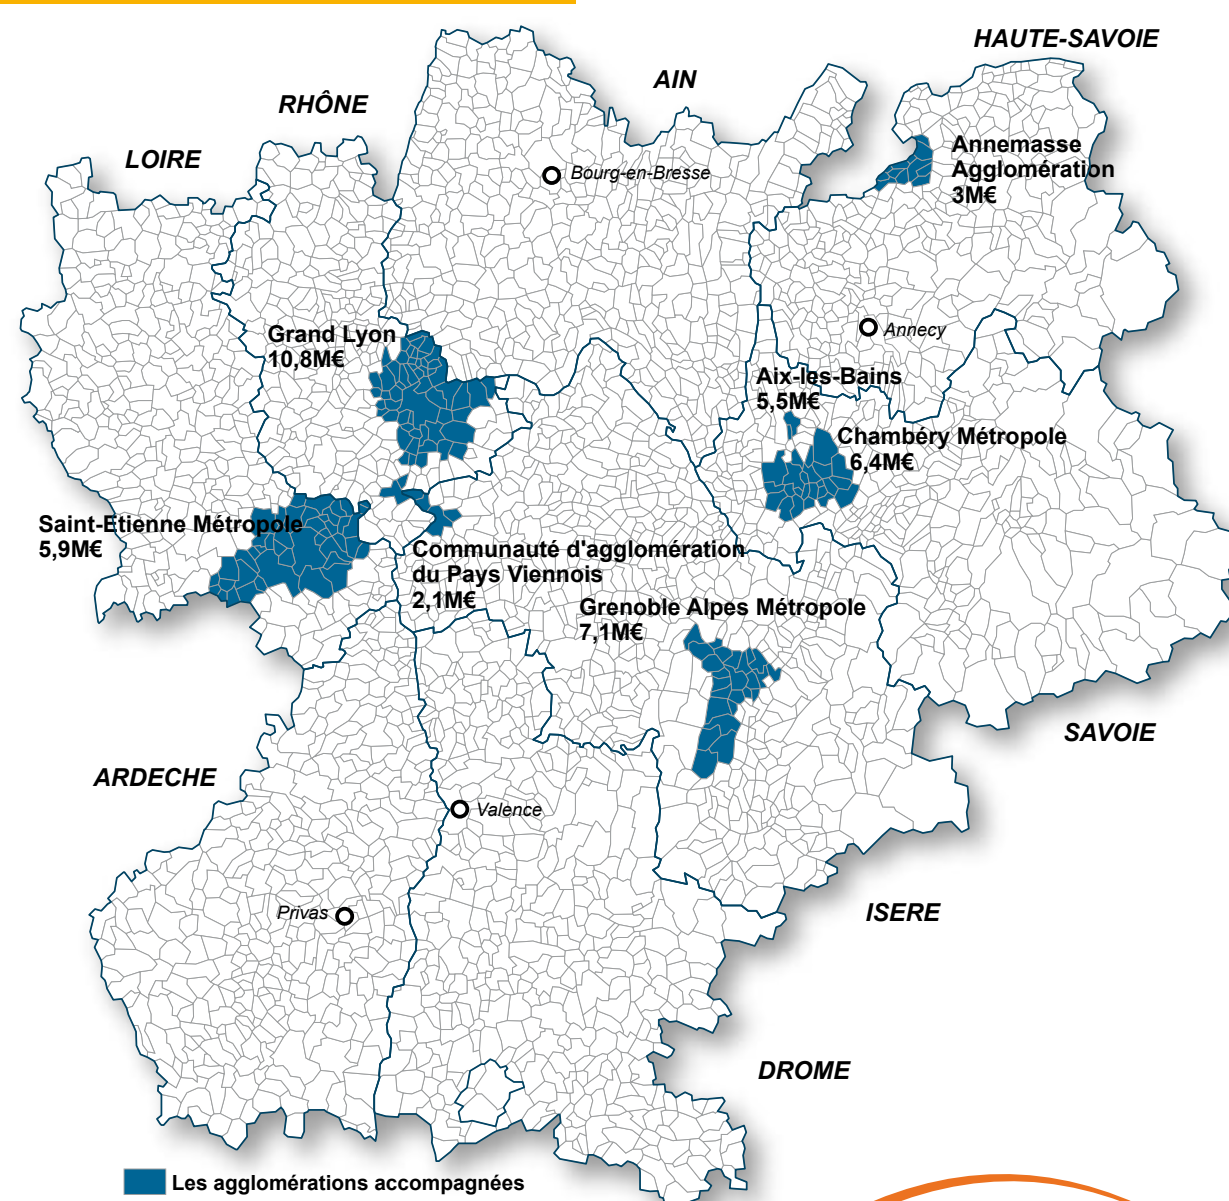 HAUTE-SAVOIE
AIN
RHÔNE
LOIRE
Annemasse
Agglomération
3M€
Bourg-en-Bresse
Grand Lyon
10,8M€
Annecy
Aix-les-Bains
5,5M€
Chambéry Métropole
6,4M€
Saint-Etienne Métropole
5,9M€
Communauté d'agglomération
du Pays Viennois
2,1M€
Grenoble Alpes Métropole
7,1M€
SAVOIE
ARDECHE
Valence
Privas
ISERE
DROME
Les agglomérations accompagnées